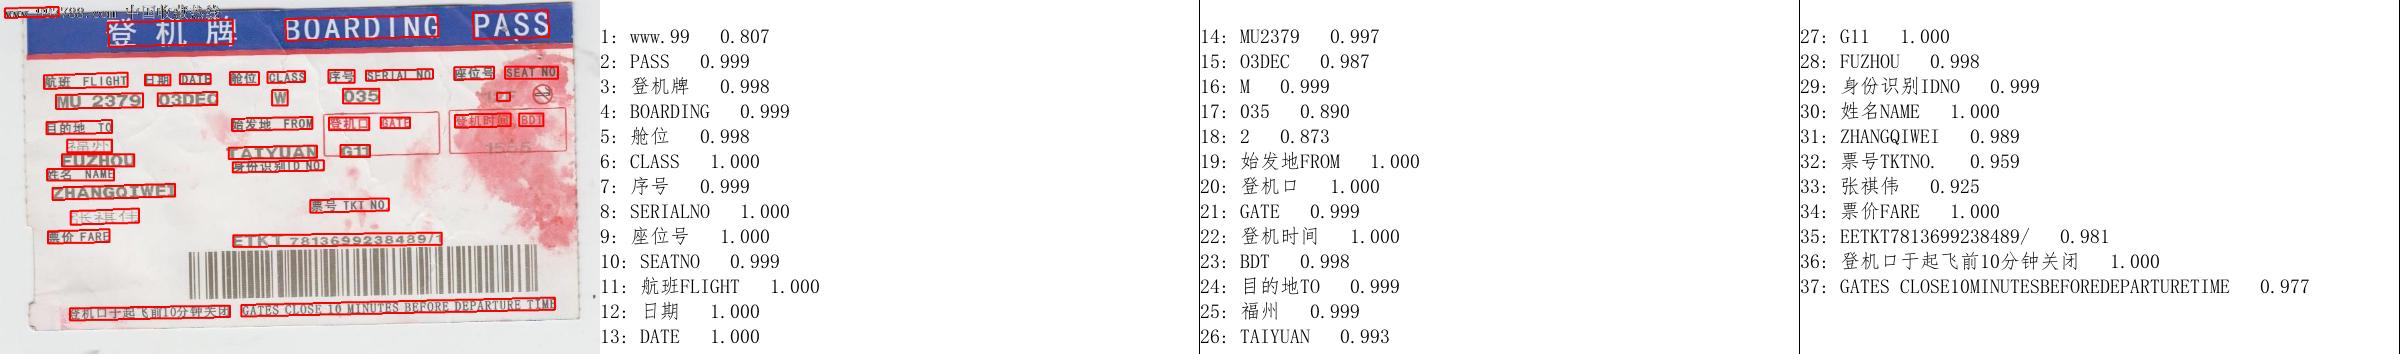 登机牌 BOARDING PASS
航班 FLIGHT 日期 DATE 舱位 CLASS 序号 SERIAL NO 座位号 SEAT NO
MU 2379 03DEC W 035
目的地 TO 始发地 FROM 登机口 GATE 登机时间 BDT
福州
FUZHOU TAIYUAN G11
姓名 NAME 身份识别ID NO
ZHANGQIWEI
张祺伟 票号 TKT NO
票价 FARE ETKT 7813699238489/1
登机口于起飞前10分钟关闭 GATES CLOSE 10 MINUTES BEFORE DEPARTURE TIME
1: www.99 0.807
2: PASS 0.999
3: 登机牌 0.998
4: BOARDING 0.999
5: 舱位 0.998
6: CLASS 1.000
7: 序号 0.999
8: SERIALNO 1.000
9: 座位号 1.000
10: SEATNO 0.999
11: 航班FLIGHT 1.000
12: 日期 1.000
13: DATE 1.000
14: MU2379 0.997
15: O3DEC 0.987
16: M 0.999
17: 035 0.890
18: 2 0.873
19: 始发地FROM 1.000
20: 登机口 1.000
21: GATE 0.999
22: 登机时间 1.000
23: BDT 0.998
24: 目的地TO 0.999
25: 福州 0.999
26: TAIYUAN 0.993
27: G11 1.000
28: FUZHOU 0.998
29: 身份识别IDNO 0.999
30: 姓名NAME 1.000
31: ZHANGQIWEI 0.989
32: 票号TKTNO. 0.959
33: 张祺伟 0.925
34: 票价FARE 1.000
35: EETKT7813699238489/ 0.981
36: 登机口于起飞前10分钟关闭 1.000
37: GATES CLOSE10MINUTESBEFOREDEPARTURETIME 0.977